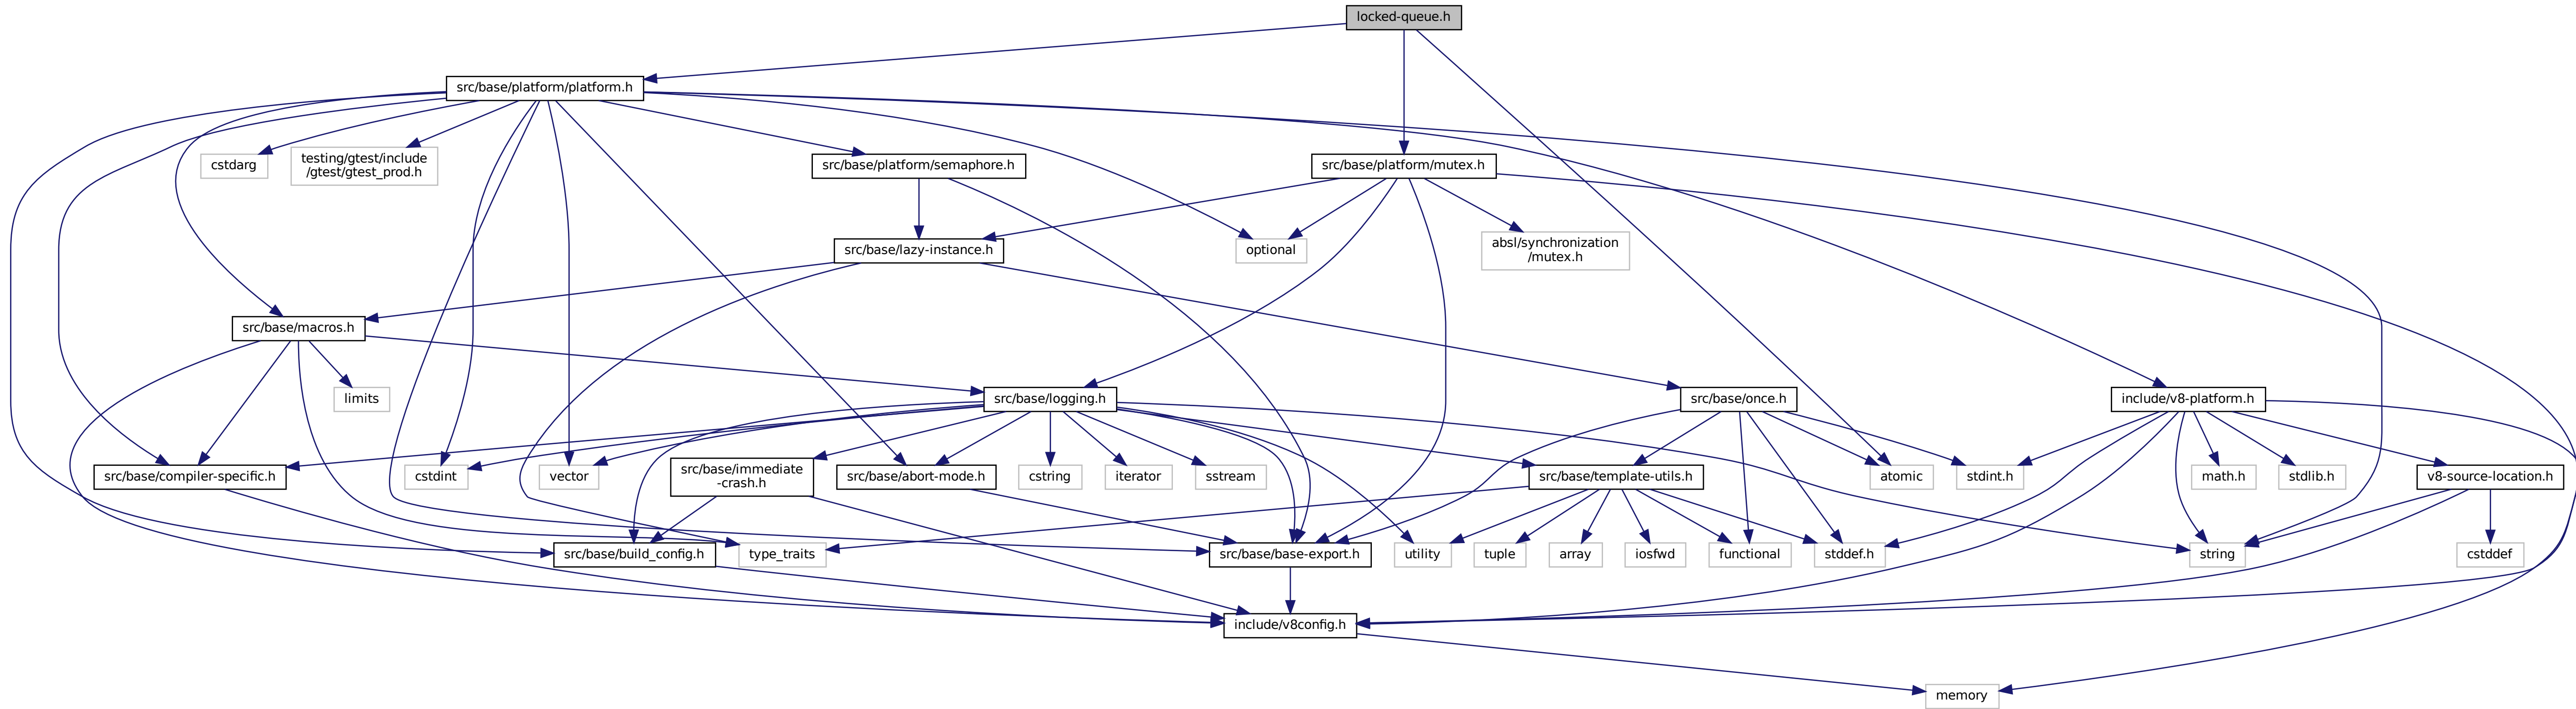 locked-queue.h
src/base/platform/platform.h
cstdarg
testing/gtest/include
/gtest/gtest_prod.h
src/base/platform/semaphore.h
src/base/platform/mutex.h
src/base/lazy-instance.h
optional
absl/synchronization
/mutex.h
src/base/macros.h
limits
src/base/logging.h
src/base/once.h
include/v8-platform.h
src/base/compiler-specific.h
cstdint
vector
src/base/immediate
-crash.h
src/base/abort-mode.h
cstring
iterator
sstream
src/base/template-utils.h
atomic
stdint.h
math.h
stdlib.h
v8-source-location.h
src/base/build_config.h
type_traits
src/base/base-export.h
utility
tuple
array
iosfwd
functional
stddef.h
string
cstddef
include/v8config.h
memory